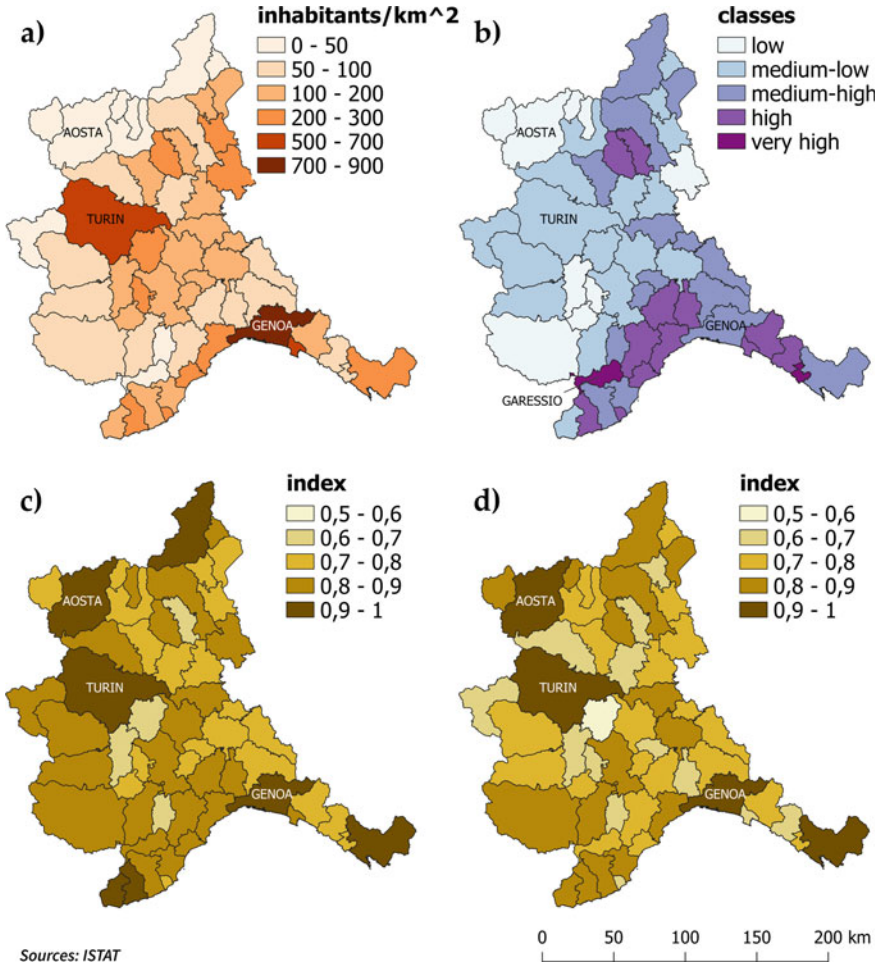 a)
inhabitants/km^2
0 - 50
50 - 100
100 - 200
200 - 300
500 - 700
700 - 900
AOSTA
TURIN
GENOA
b)
classes
low
medium-low
medium-high
high
very high
AOSTA
TURIN
GENOA
GARESSIO
c)
index
0,5 - 0,6
0,6 - 0,7
0,7 - 0,8
0,8 - 0,9
0,9 - 1
AOSTA
TURIN
GENOA
d)
index
0,5 - 0,6
0,6 - 0,7
0,7 - 0,8
0,8 - 0,9
0,9 - 1
AOSTA
TURIN
GENOA
Sources: ISTAT
0 50 100 150 200 km